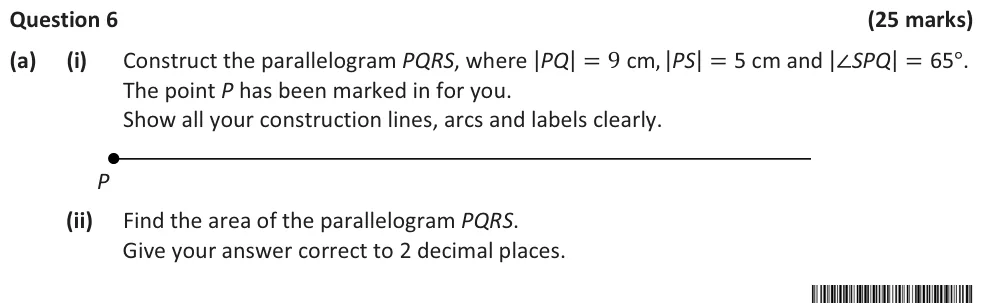 Question 6 (25 marks)
(a) (i) Construct the parallelogram PQRS, where |PQ| = 9 cm, |PS| = 5 cm and |∠SPQ| = 65°.
The point P has been marked in for you.
Show all your construction lines, arcs and labels clearly.
P
(ii) Find the area of the parallelogram PQRS.
Give your answer correct to 2 decimal places.